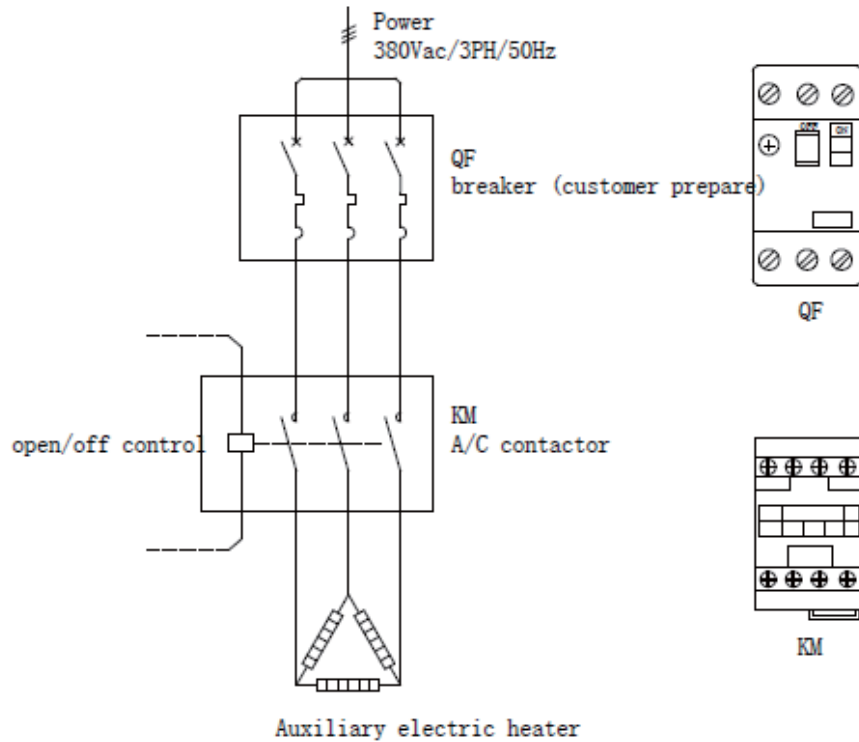 Power
380Vac/3PH/50Hz
QF
breaker (customer prepare)
OFF
ON
QF
open/off control
KM
A/C contactor
KM
Auxiliary electric heater